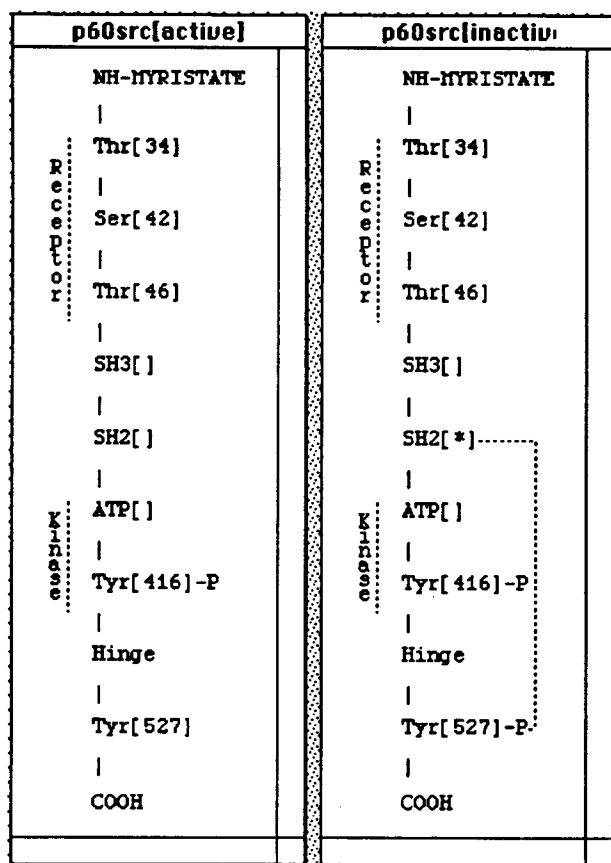 p60src[active]
NH-MYRISTATE
|
Thr[34]
|
Ser[42]
|
Thr[46]
|
SH3[]
|
SH2[]
|
ATP[]
|
Tyr[416]-P
|
Hinge
|
Tyr[527]
|
COOH
Receptor
Kinase
p60src[inactiv
NH-MYRISTATE
|
Thr[34]
|
Ser[42]
|
Thr[46]
|
SH3[]
|
SH2[*]
|
ATP[]
|
Tyr[416]-P
|
Hinge
|
Tyr[527]-P
|
COOH
Receptor
Kinase